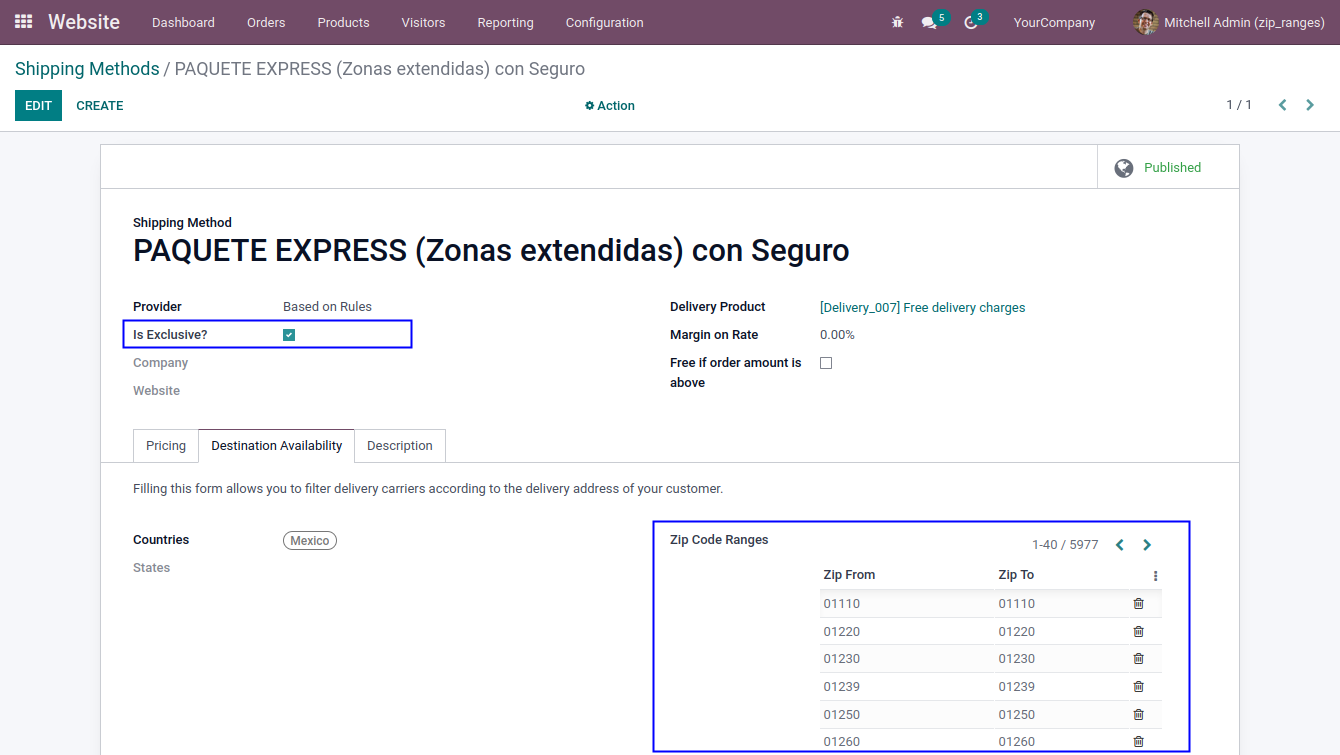 Website Dashboard Orders Products Visitors Reporting Configuration 5 3 YourCompany Mitchell Admin (zip_ranges)
Shipping Methods / PAQUETE EXPRESS (Zonas extendidas) con Seguro
EDIT CREATE Action 1 / 1
Published
Shipping Method
PAQUETE EXPRESS (Zonas extendidas) con Seguro
Provider Based on Rules Delivery Product [Delivery_007] Free delivery charges
Is Exclusive? Margin on Rate 0.00%
Company Free if order amount is
above
Website
Pricing Destination Availability Description
Filling this form allows you to filter delivery carriers according to the delivery address of your customer.
Countries Mexico Zip Code Ranges 1-40 / 5977
States
Zip From Zip To
01110 01110
01220 01220
01230 01230
01239 01239
01250 01250
01260 01260